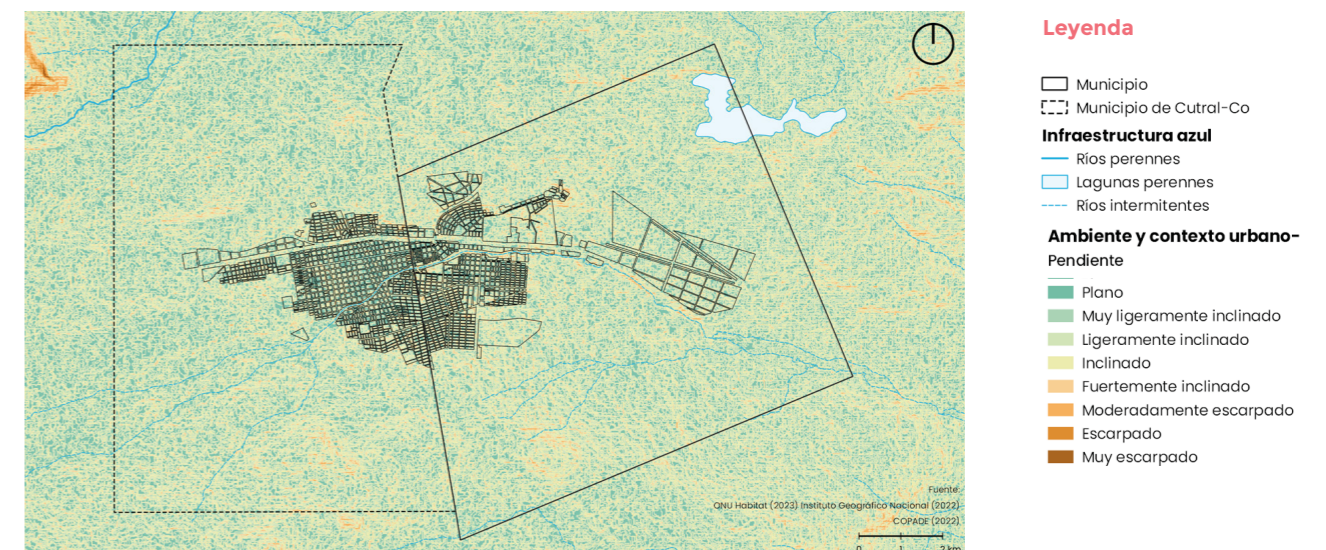 Leyenda
Municipio
Municipio de Cutral-Co
Infraestructura azul
Ríos perennes
Lagunas perennes
Ríos intermitentes
Ambiente y contexto urbano-
Pendiente
Plano
Muy ligeramente inclinado
Ligeramente inclinado
Inclinado
Fuertemente inclinado
Moderadamente escarpado
Escarpado
Muy escarpado
Fuente:
ONU Habitat (2023) Instituto Geográfico Nacional (2022)
COPADE (2022)
0 1 2 km